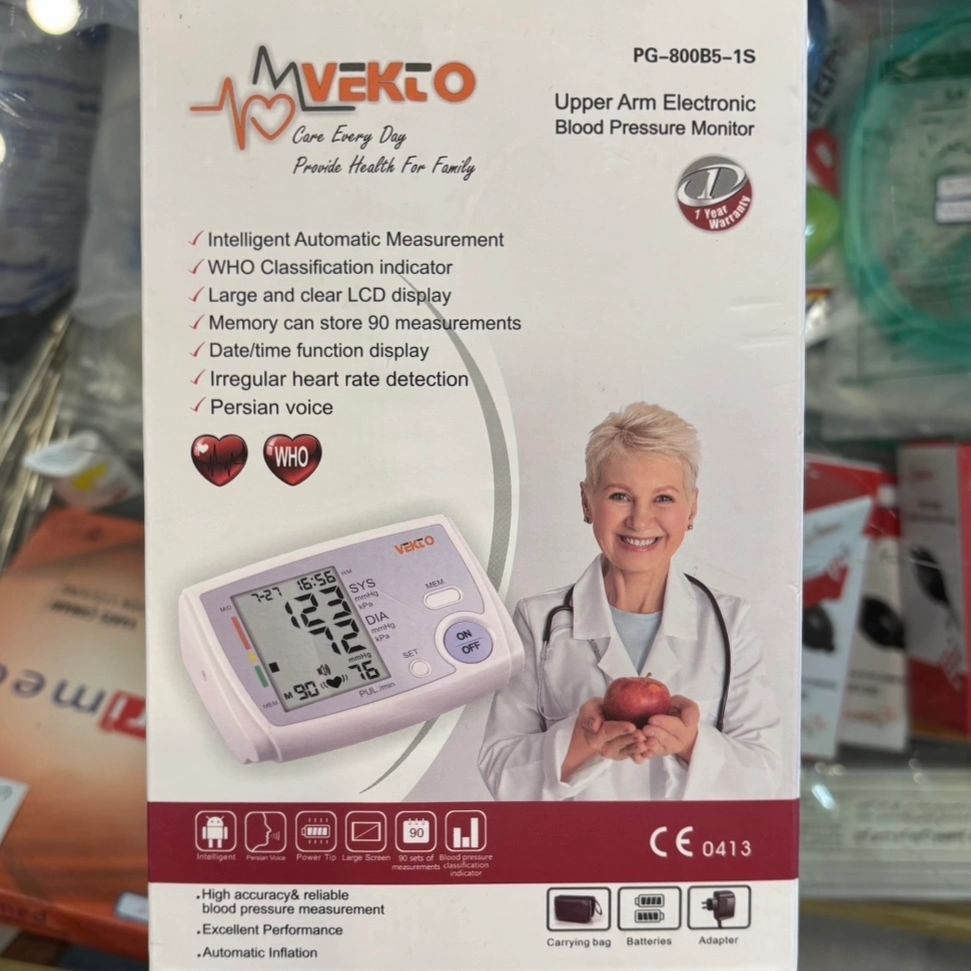 VEKTO
Care Every Day
Provide Health For Family
PG-800B5-1S
Upper Arm Electronic
Blood Pressure Monitor
1
1 Year
Warranty
Intelligent Automatic Measurement
WHO Classification indicator
Large and clear LCD display
Memory can store 90 measurements
Date/time function display
Irregular heart rate detection
Persian voice
WHO
VEKTO
7-27 16:56
123
72
mmHg
M 90 76
SYS
mmHg
kPa
DIA
mmHg
kPa
PUL./min
MEM
MEM
SET
ON
OFF
90
Intelligent
Persian Voice
Power Tip
Large Screen
90 sets of
measurements
Blood pressure
classification
indicator
CE 0413
.High accuracy& reliable
blood pressure measurement
.Excellent Performance
.Automatic Inflation
Carrying bag
Batteries
Adapter